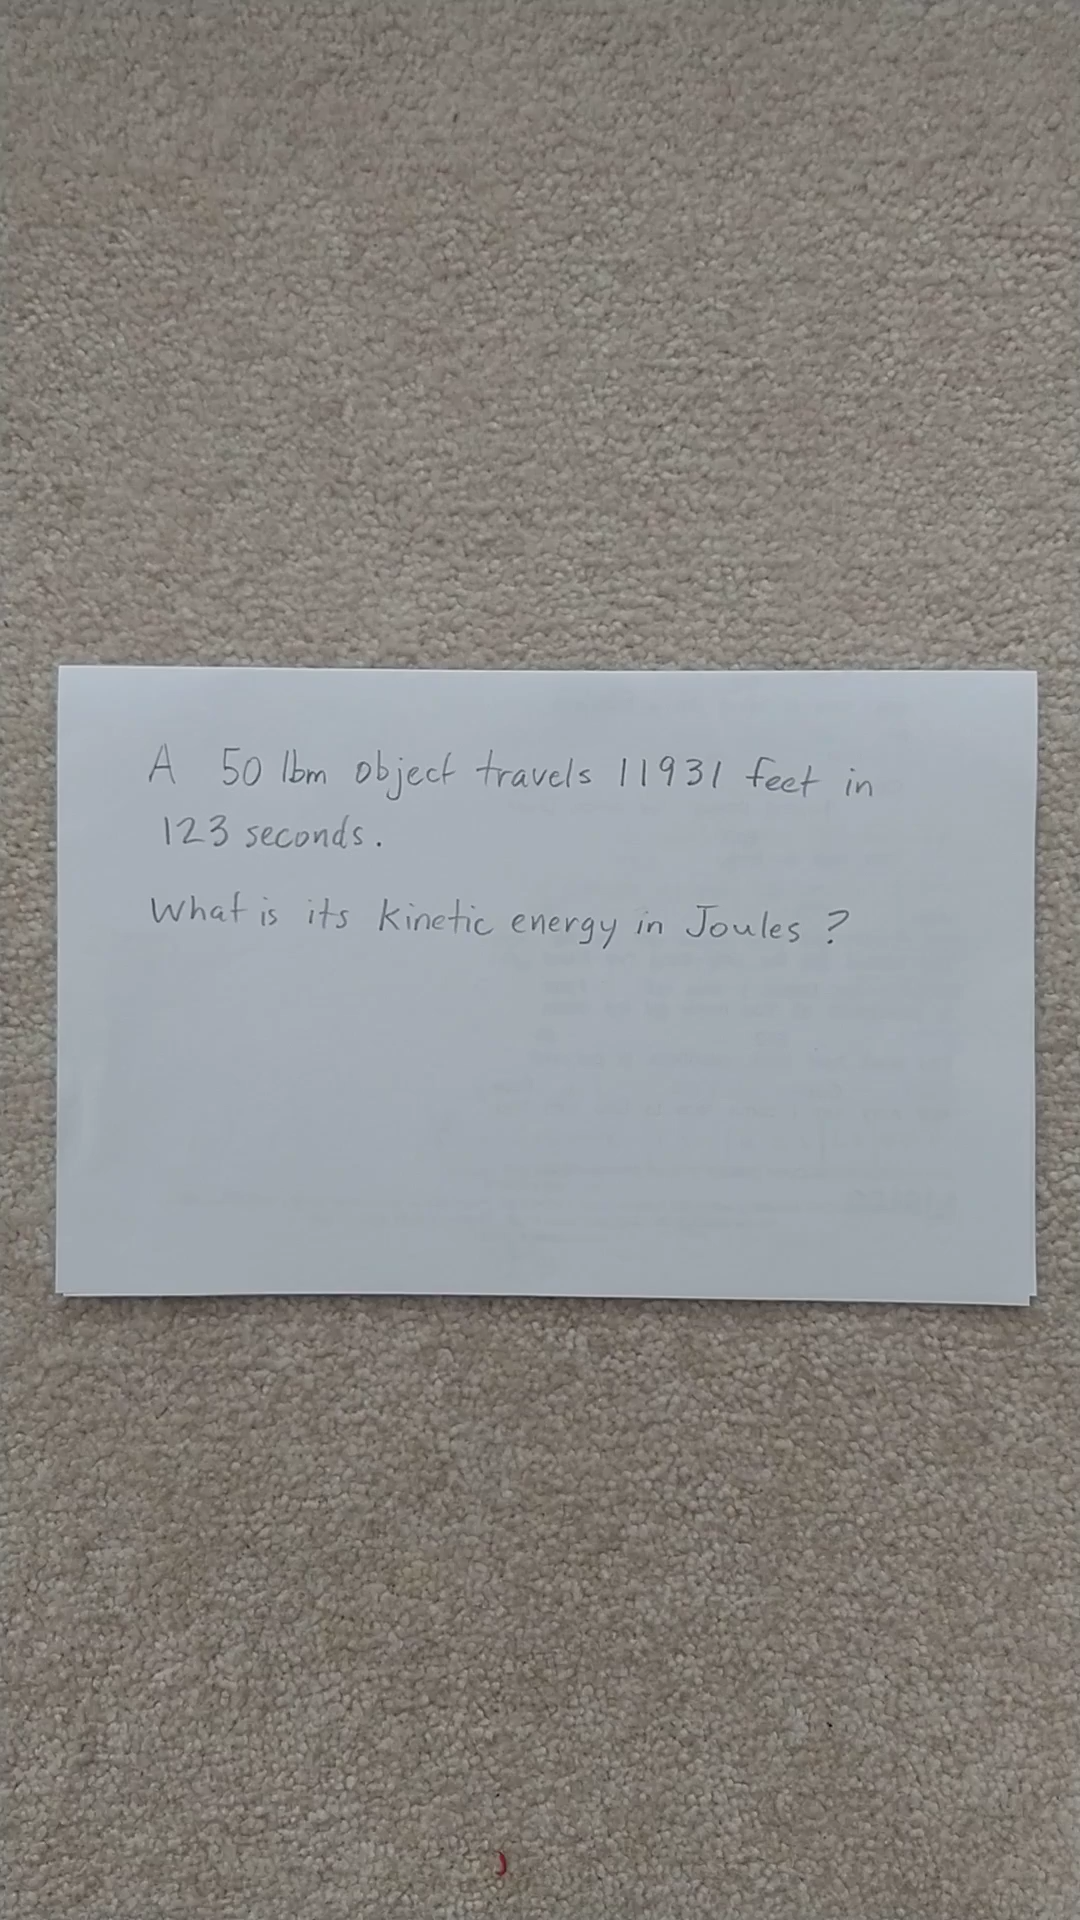 A 50 lbm object travels 11931 feet in
123 seconds.
What is its kinetic energy in Joules ?